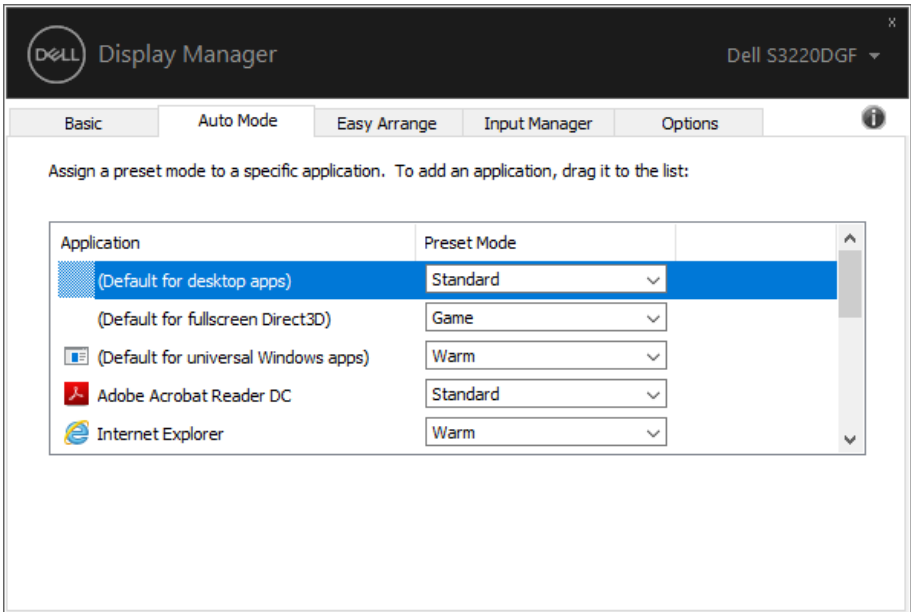 DELL Display Manager
x
Dell S3220DGF
Basic Auto Mode Easy Arrange Input Manager Options
Assign a preset mode to a specific application. To add an application, drag it to the list:
Application Preset Mode
(Default for desktop apps) Standard
(Default for fullscreen Direct3D) Game
(Default for universal Windows apps) Warm
Adobe Acrobat Reader DC Standard
Internet Explorer Warm